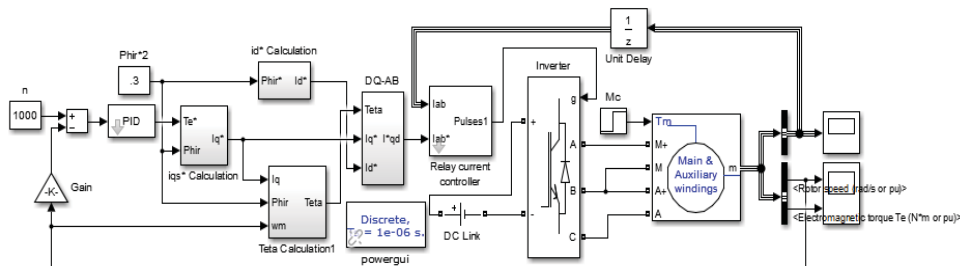 id* Calculation
Phir*2
.3
n
1000
PID
Te*
Phir
Iq*
iqs* Calculation
Phir*
Id*
DQ-AB
Teta
Iq*
I*qd
Id*
Iab
Iab*
Pulses1
Relay current
controller
1
z
Unit Delay
Inverter
g
+
-
A
B
C
Mc
Tm
M+
M
A+
A
Main &
Auxiliary
windings
m
<Rotor speed (rad/s or pu)>
<Electromagnetic torque Te (N*m or pu)>
-K-
Gain
Iq
Phir
wm
Teta
Teta Calculation1
Discrete,
= 1e-06 s.
powergui
DC Link